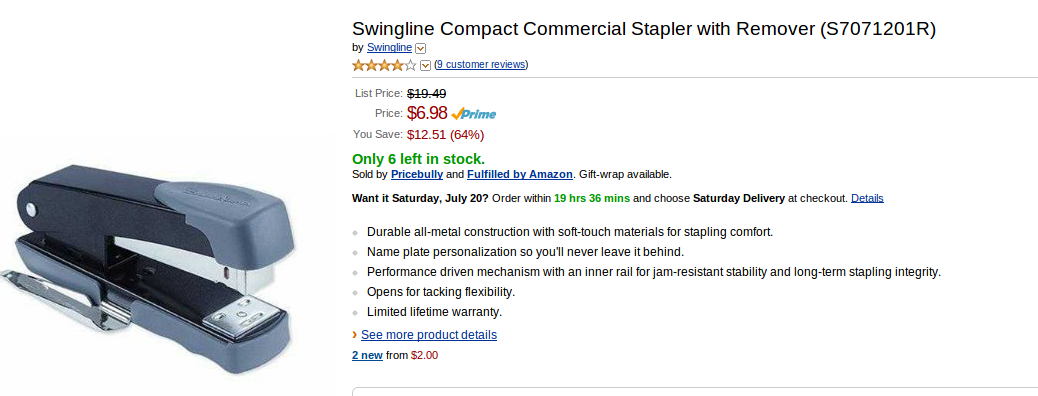 Swingline Compact Commercial Stapler with Remover (S7071201R)
by Swingline
(9 customer reviews)
List Price: $19.49
Price: $6.98 Prime
You Save: $12.51 (64%)
Only 6 left in stock.
Sold by Pricebully and Fulfilled by Amazon. Gift-wrap available.
Want it Saturday, July 20? Order within 19 hrs 36 mins and choose Saturday Delivery at checkout. Details
Durable all-metal construction with soft-touch materials for stapling comfort.
Name plate personalization so you'll never leave it behind.
Performance driven mechanism with an inner rail for jam-resistant stability and long-term stapling integrity.
Opens for tacking flexibility.
Limited lifetime warranty.
› See more product details
2 new from $2.00